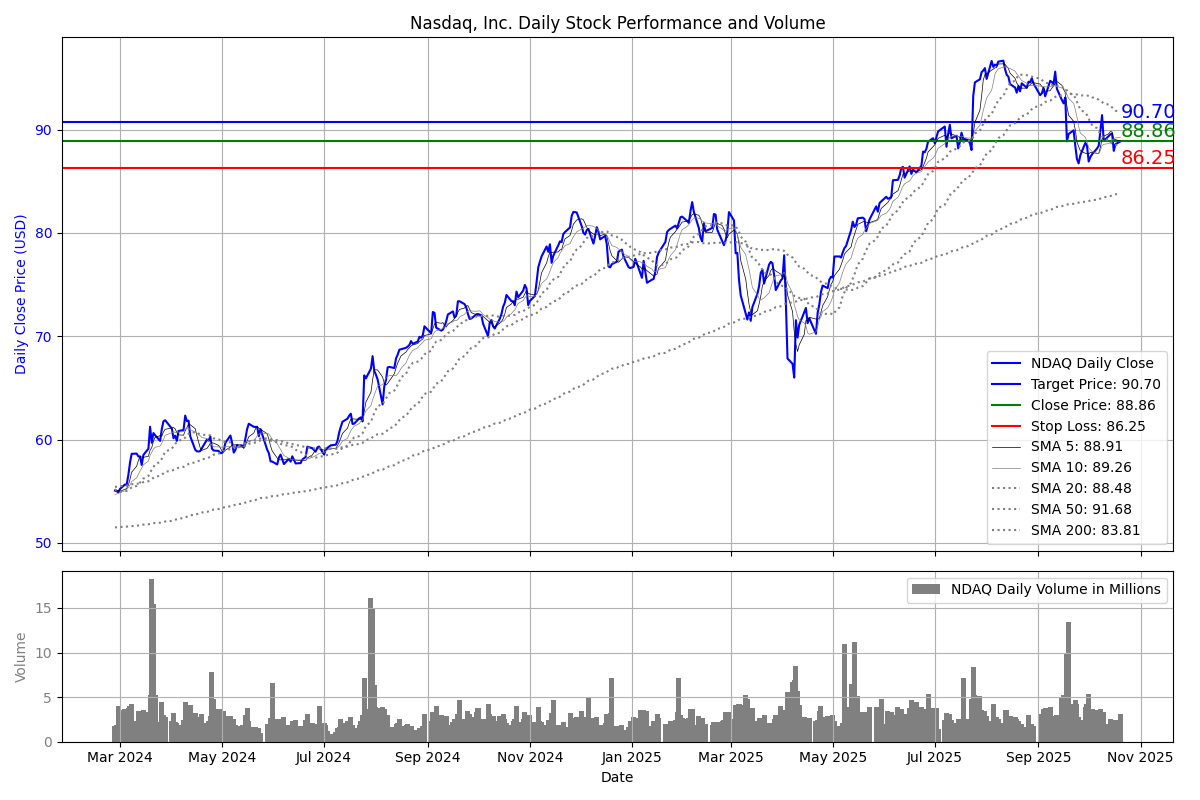 Nasdaq, Inc. Daily Stock Performance and Volume
Daily Close Price (USD)
90
80
70
60
50
90.70
88.86
86.25
NDAQ Daily Close
Target Price: 90.70
Close Price: 88.86
Stop Loss: 86.25
SMA 5: 88.91
SMA 10: 89.26
SMA 20: 88.48
SMA 50: 91.68
SMA 200: 83.81
Volume
15
10
5
0
NDAQ Daily Volume in Millions
Mar 2024 May 2024 Jul 2024 Sep 2024 Nov 2024 Jan 2025 Mar 2025 May 2025 Jul 2025 Sep 2025 Nov 2025
Date